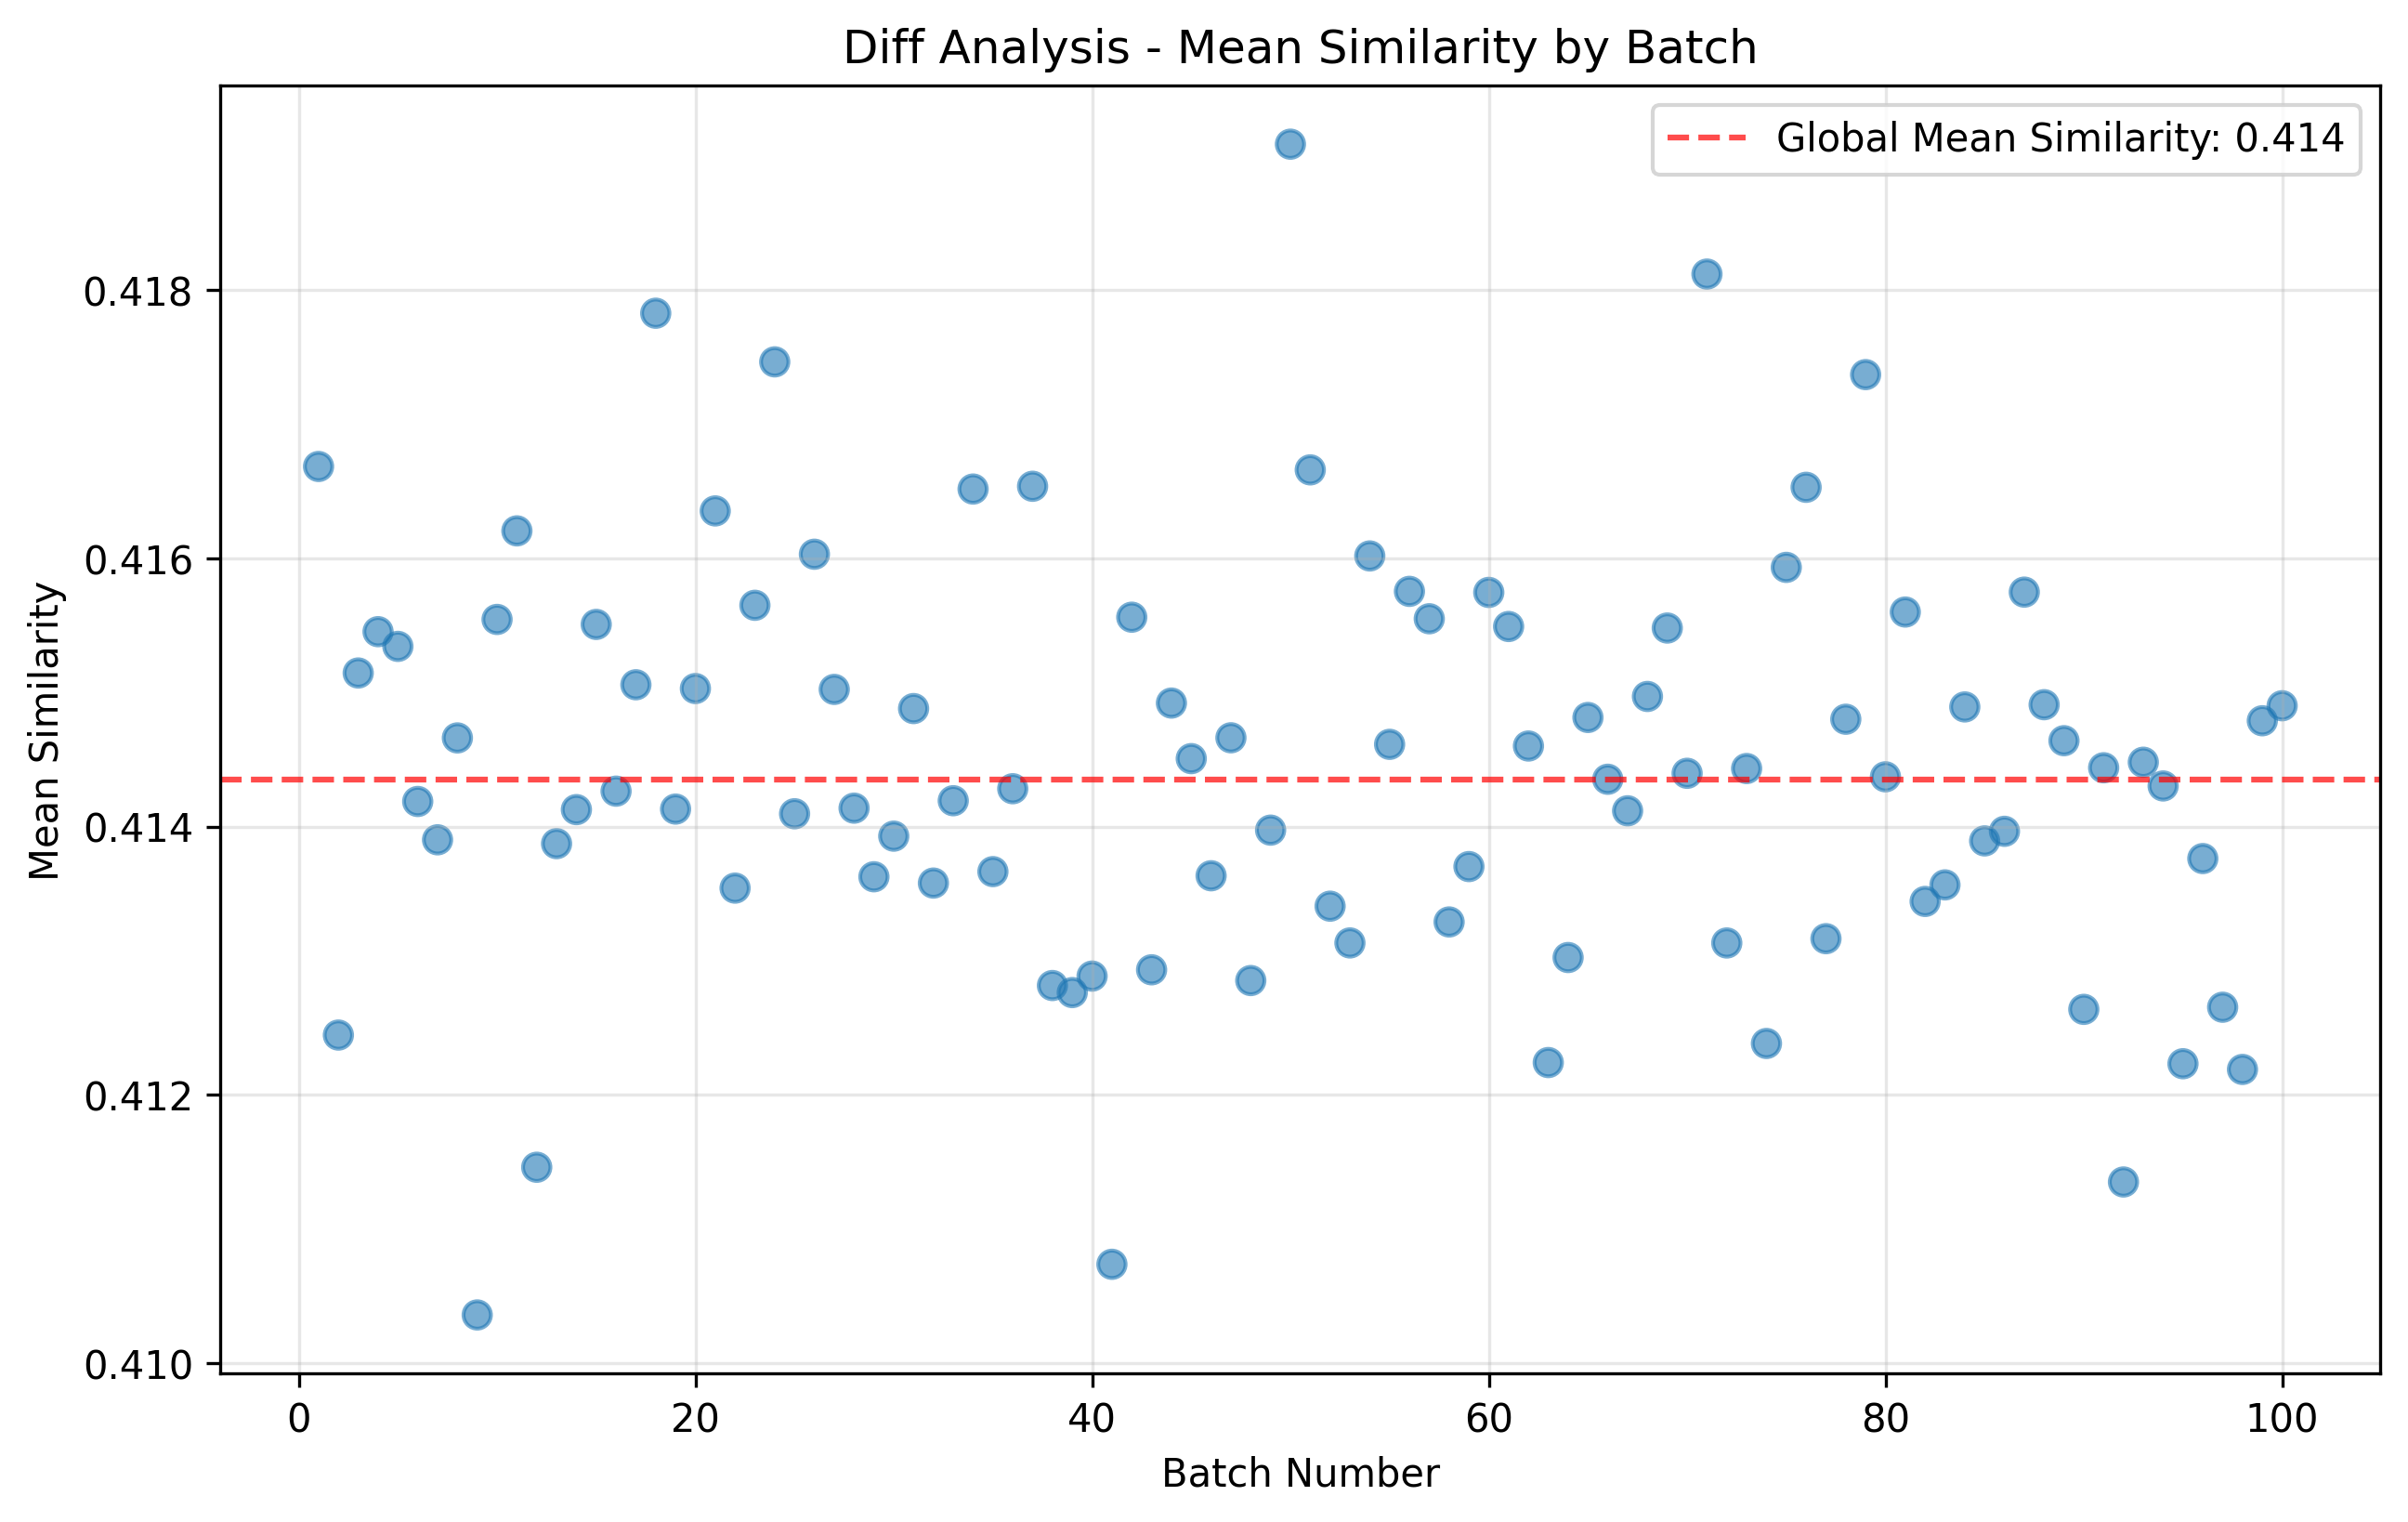 Diff Analysis - Mean Similarity by Batch
Global Mean Similarity: 0.414
Mean Similarity
0.418
0.416
0.414
0.412
0.410
0 20 40 60 80 100
Batch Number